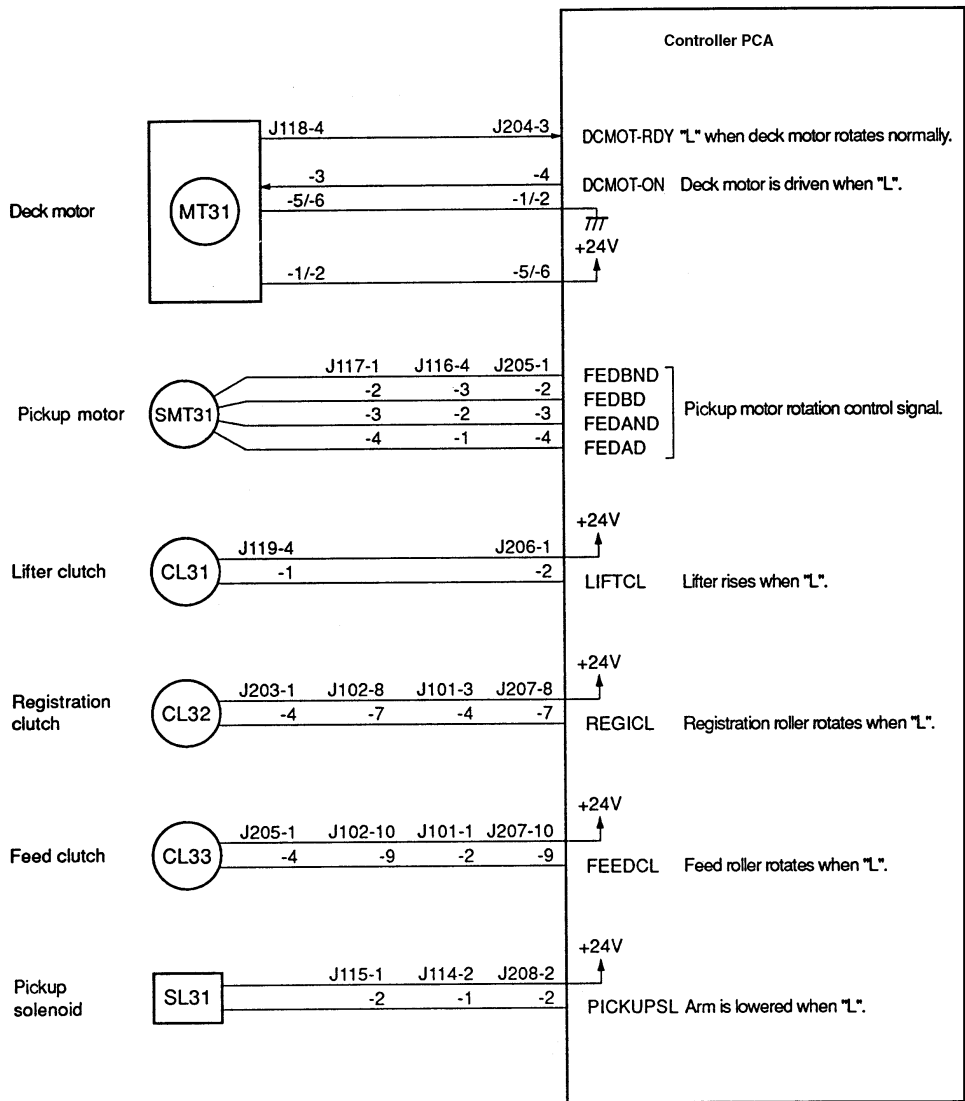 Controller PCA
J118-4 J204-3 DCMOT-RDY "L" when deck motor rotates normally.
-3 -4 DCMOT-ON Deck motor is driven when "L".
Deck motor MT31 -5/-6 -1/-2
+24V
-1/-2 -5/-6
J117-1 J116-4 J205-1 FEDBND
-2 -3 -2 FEDBD
Pickup motor SMT31 -3 -2 -3 FEDAND Pickup motor rotation control signal.
-4 -1 -4 FEDAD
+24V
J119-4 J206-1
Lifter clutch CL31 -1 -2 LIFTCL Lifter rises when "L".
+24V
J203-1 J102-8 J101-3 J207-8
Registration
clutch CL32 -4 -7 -4 -7 REGICL Registration roller rotates when "L".
+24V
J205-1 J102-10 J101-1 J207-10
Feed clutch CL33 -4 -9 -2 -9 FEEDCL Feed roller rotates when "L".
+24V
J115-1 J114-2 J208-2
Pickup
solenoid SL31 -2 -1 -2 PICKUPSL Arm is lowered when "L".